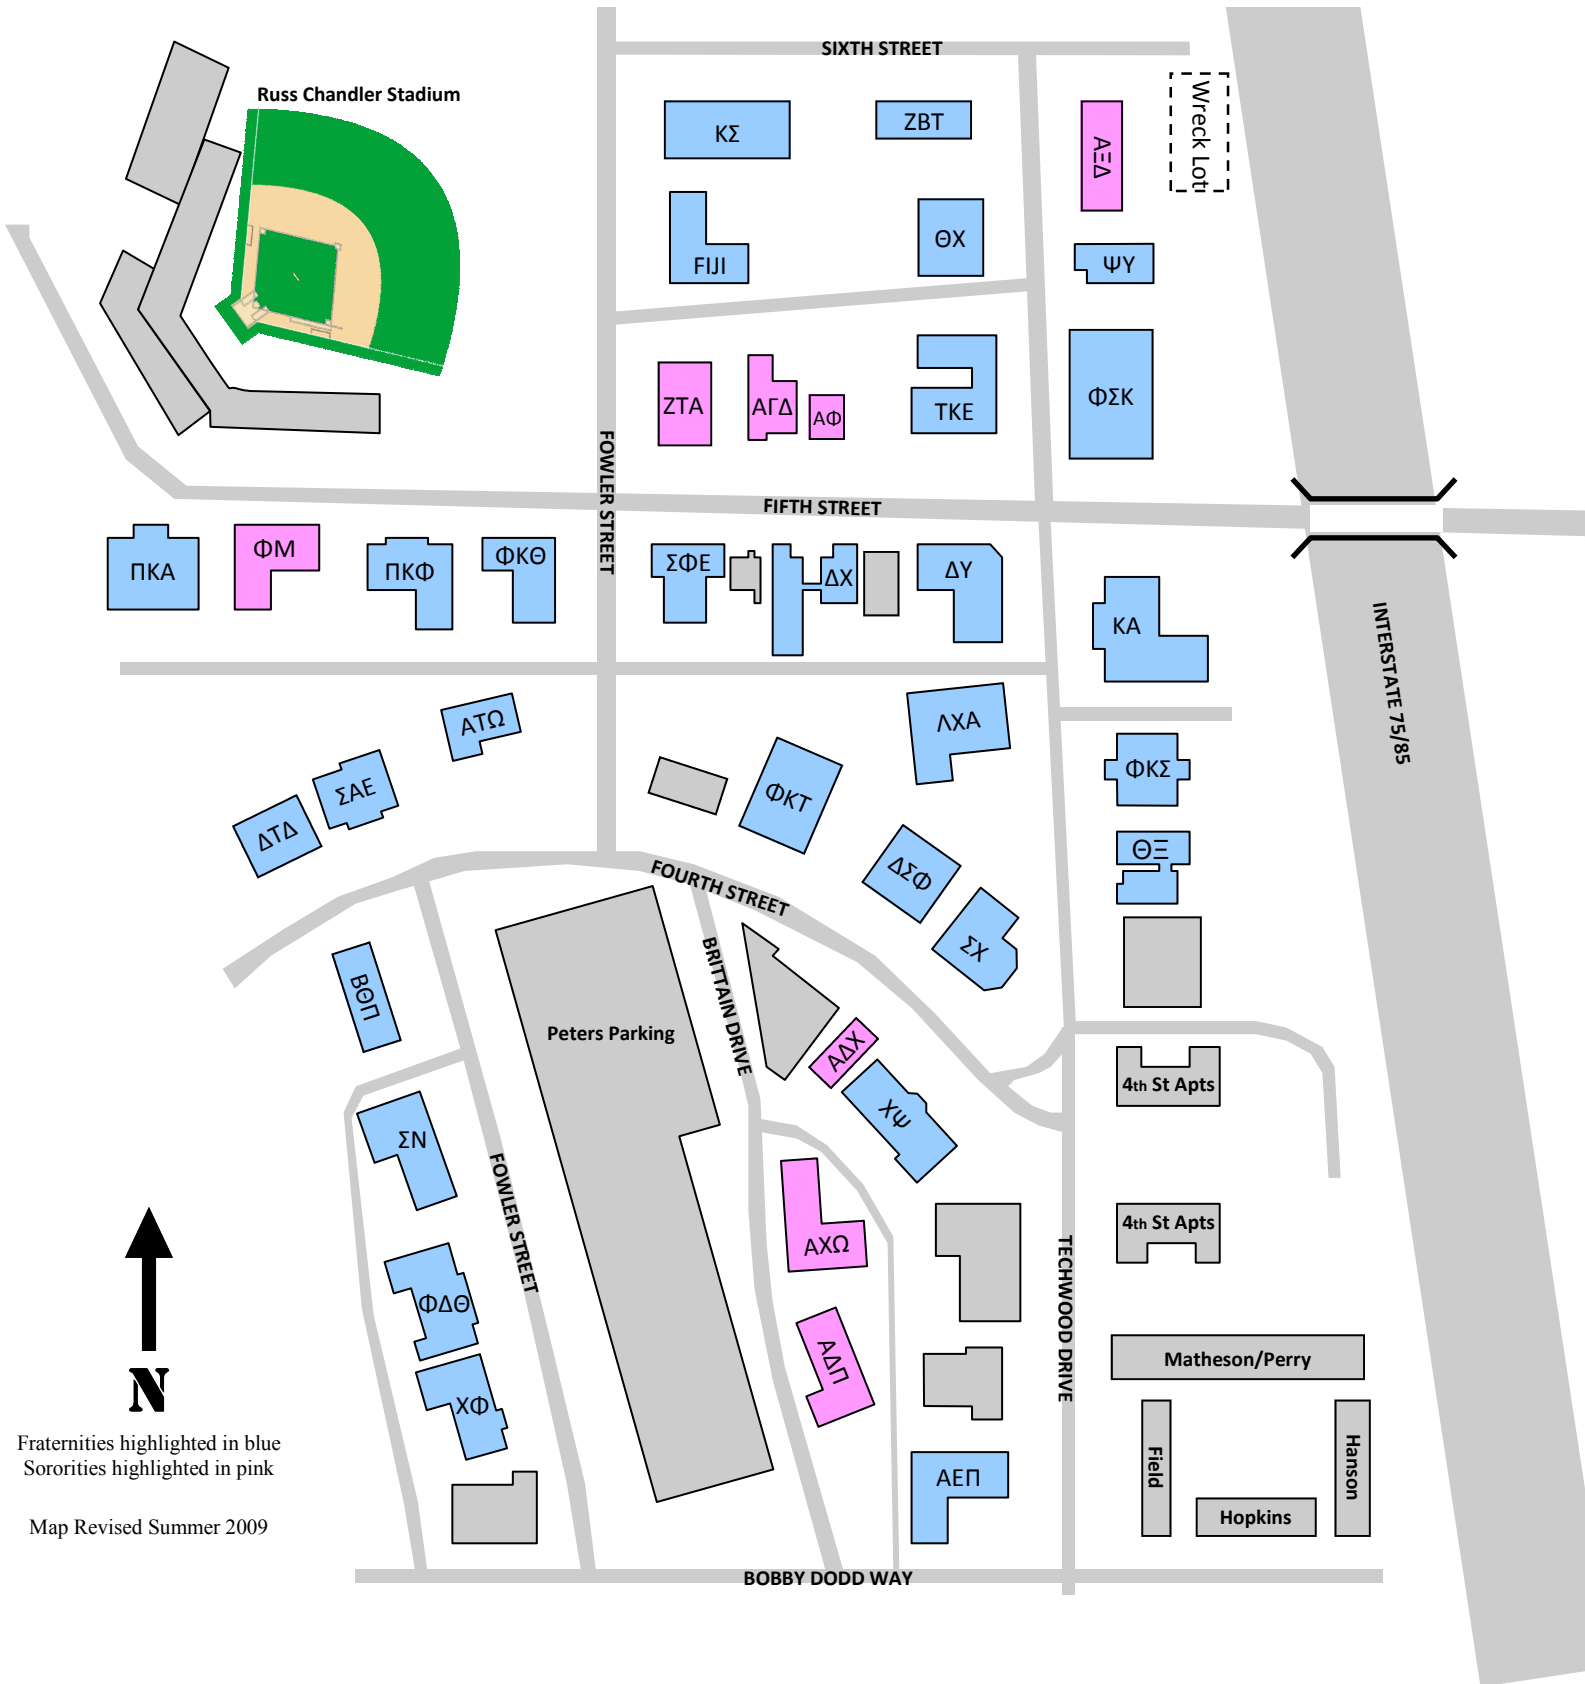 SIXTH STREET
Russ Chandler Stadium
Wreck Lot
ΚΣ
ΖΒΤ
ΑΞΔ
FIJI
ΘΧ
ΨΥ
ΖΤΑ
ΑΓΔ
ΑΦ
ΤΚΕ
ΦΣΚ
FOWLER STREET
FIFTH STREET
ΠΚΑ
ΦΜ
ΠΚΦ
ΦΚΘ
ΣΦΕ
ΔΧ
ΔΥ
ΚΑ
INTERSTATE 75/85
ΑΤΩ
ΛΧΑ
ΣΑΕ
ΦΚΤ
ΦΚΣ
ΔΤΔ
ΔΣΦ
ΘΞ
FOURTH STREET
ΣΧ
ΒΘΠ
BRITTAIN DRIVE
Peters Parking
ΑΔΧ
4th St Apts
ΧΨ
ΣΝ
FOWLER STREET
ΑΧΩ
4th St Apts
TECHWOOD DRIVE
ΦΔΘ
ΑΔΠ
Matheson/Perry
N
ΧΦ
Fraternities highlighted in blue
Sororities highlighted in pink
ΑΕΠ
Field
Hanson
Hopkins
Map Revised Summer 2009
BOBBY DODD WAY